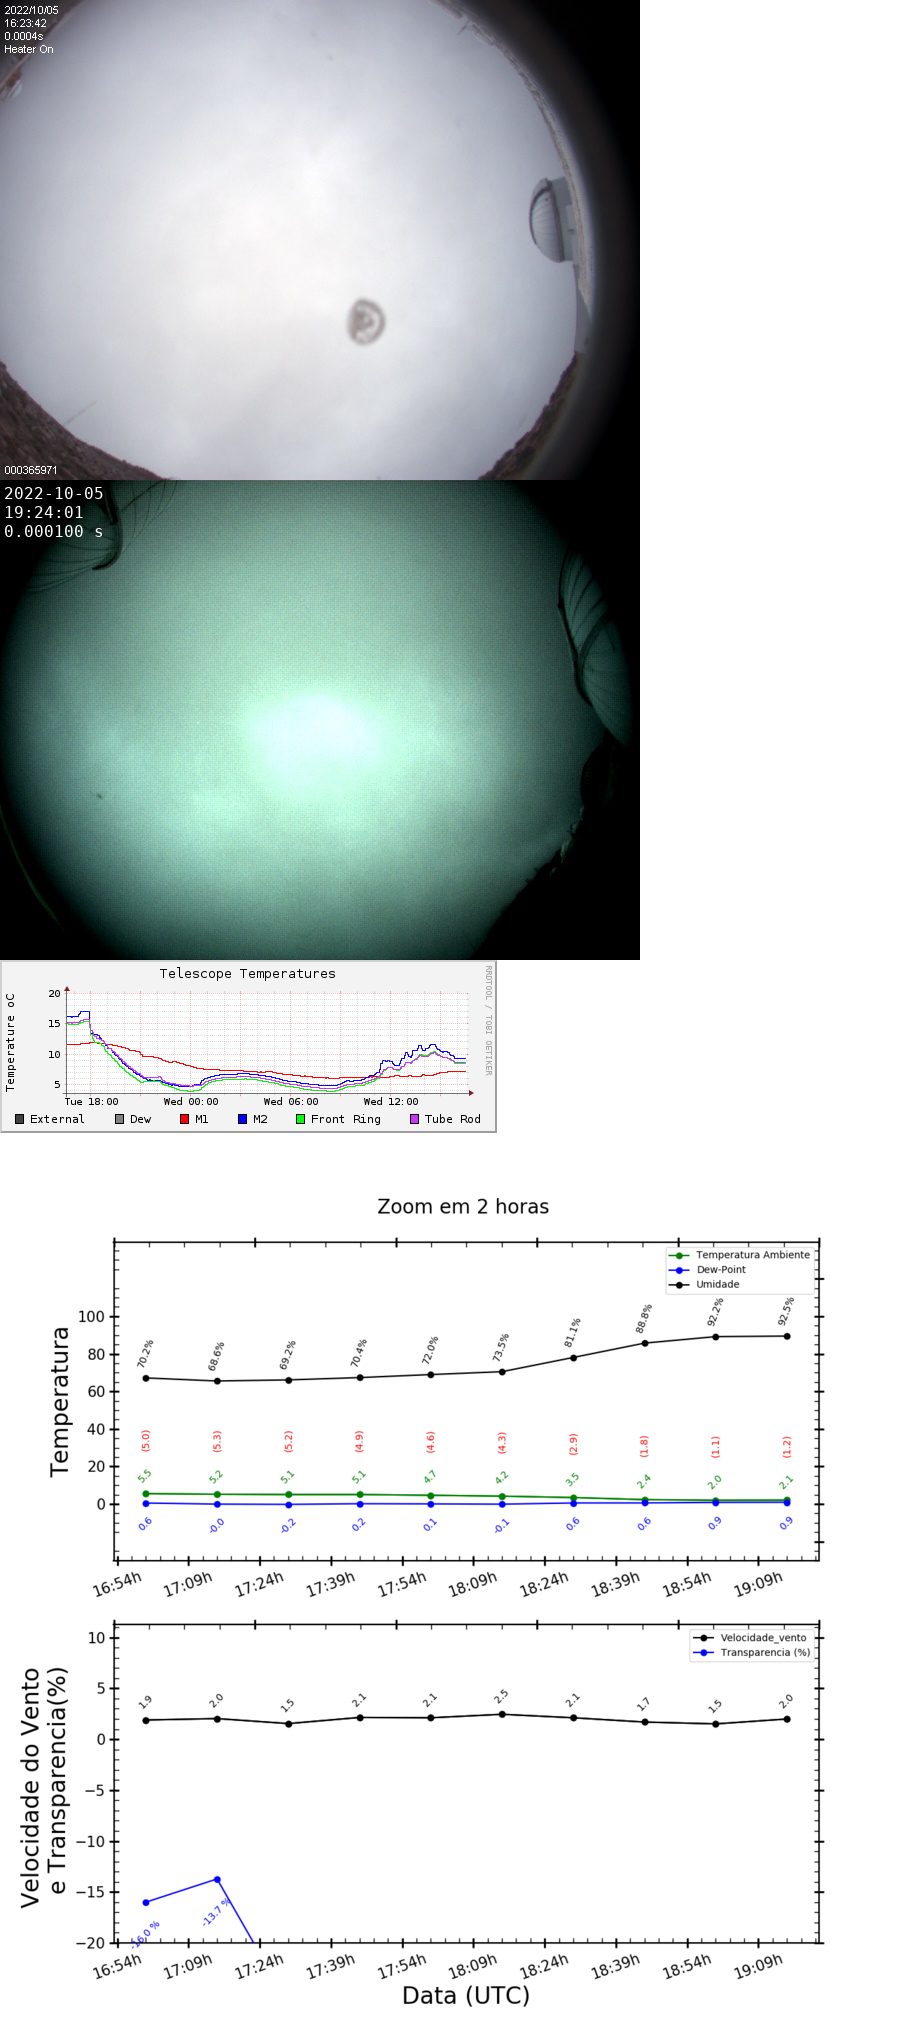 2022/10/05
16:23:42
0.0004s
Heater On
000365971
2022-10-05
19:24:01
0.000100 s
Telescope Temperatures
RRDTOOL / TOBI OETIKER
Temperature oC
20
15
10
5
Tue 18:00 Wed 00:00 Wed 06:00 Wed 12:00
External Dew M1 M2 Front Ring Tube Rod
Zoom em 2 horas
Temperatura Ambiente
Dew-Point
Umidade
Temperatura
100
80
60
40
20
0
70.2% 68.6% 69.2% 70.4% 72.0% 73.5% 81.1% 88.8% 92.2% 92.5%
(5.0) (5.3) (5.2) (4.9) (4.6) (4.3) (2.9) (1.8) (1.1) (1.2)
5.5 5.2 5.1 5.1 4.7 4.2 3.5 2.4 2.0 2.1
0.6 -0.0 -0.2 0.2 0.1 -0.1 0.6 0.6 0.9 0.9
16:54h 17:09h 17:24h 17:39h 17:54h 18:09h 18:24h 18:39h 18:54h 19:09h
Velocidade_vento
Transparencia (%)
Velocidade do Vento
e Transparencia(%)
10
5
0
−5
−10
−15
−20
1.9 2.0 1.5 2.1 2.1 2.5 2.1 1.7 1.5 2.0
-16.0 % -13.7 %
16:54h 17:09h 17:24h 17:39h 17:54h 18:09h 18:24h 18:39h 18:54h 19:09h
Data (UTC)